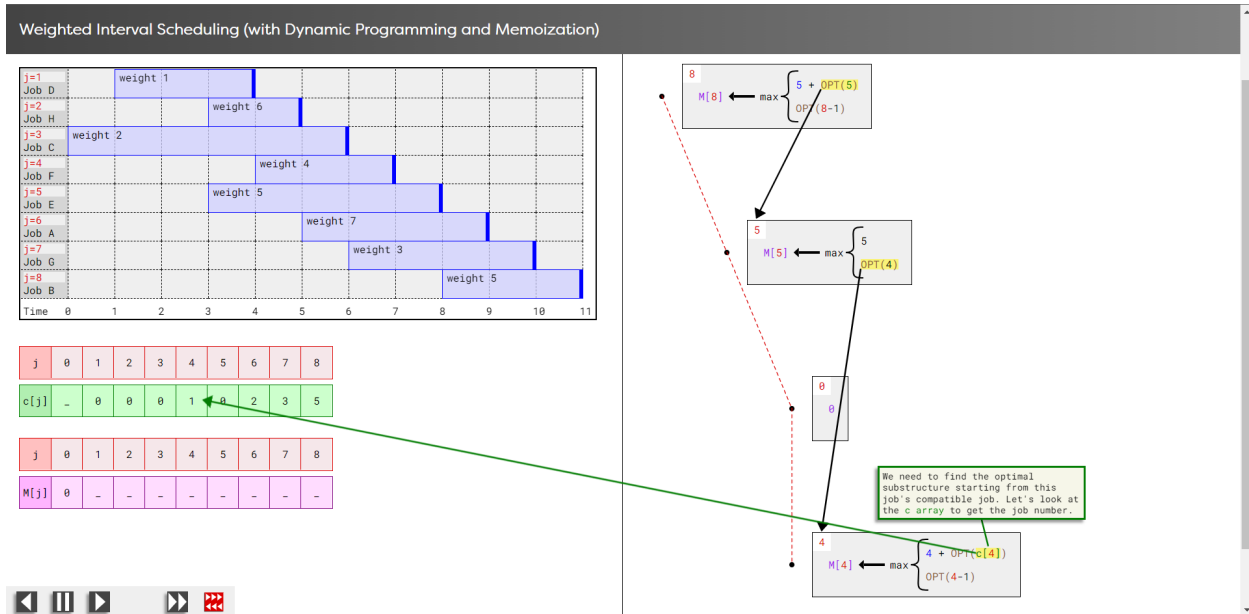 Weighted Interval Scheduling (with Dynamic Programming and Memoization)
j=1
Job D
weight 1
j=2
Job H
weight 6
j=3
Job C
weight 2
j=4
Job F
weight 4
j=5
Job E
weight 5
j=6
Job A
weight 7
j=7
Job G
weight 3
j=8
Job B
weight 5
Time 0 1 2 3 4 5 6 7 8 9 10 11
j 0 1 2 3 4 5 6 7 8
c[j] _ 0 0 0 1 0 2 3 5
j 0 1 2 3 4 5 6 7 8
M[j] 0 _ _ _ _ _ _ _ _
8
5 + OPT(5)
M[8] max
OPT(8-1)
5
5
M[5] max
OPT(4)
0
0
We need to find the optimal
substructure starting from this
job's compatible job. Let's look at
the c array to get the job number.
4
4 + OPT(c[4])
M[4] max
OPT(4-1)